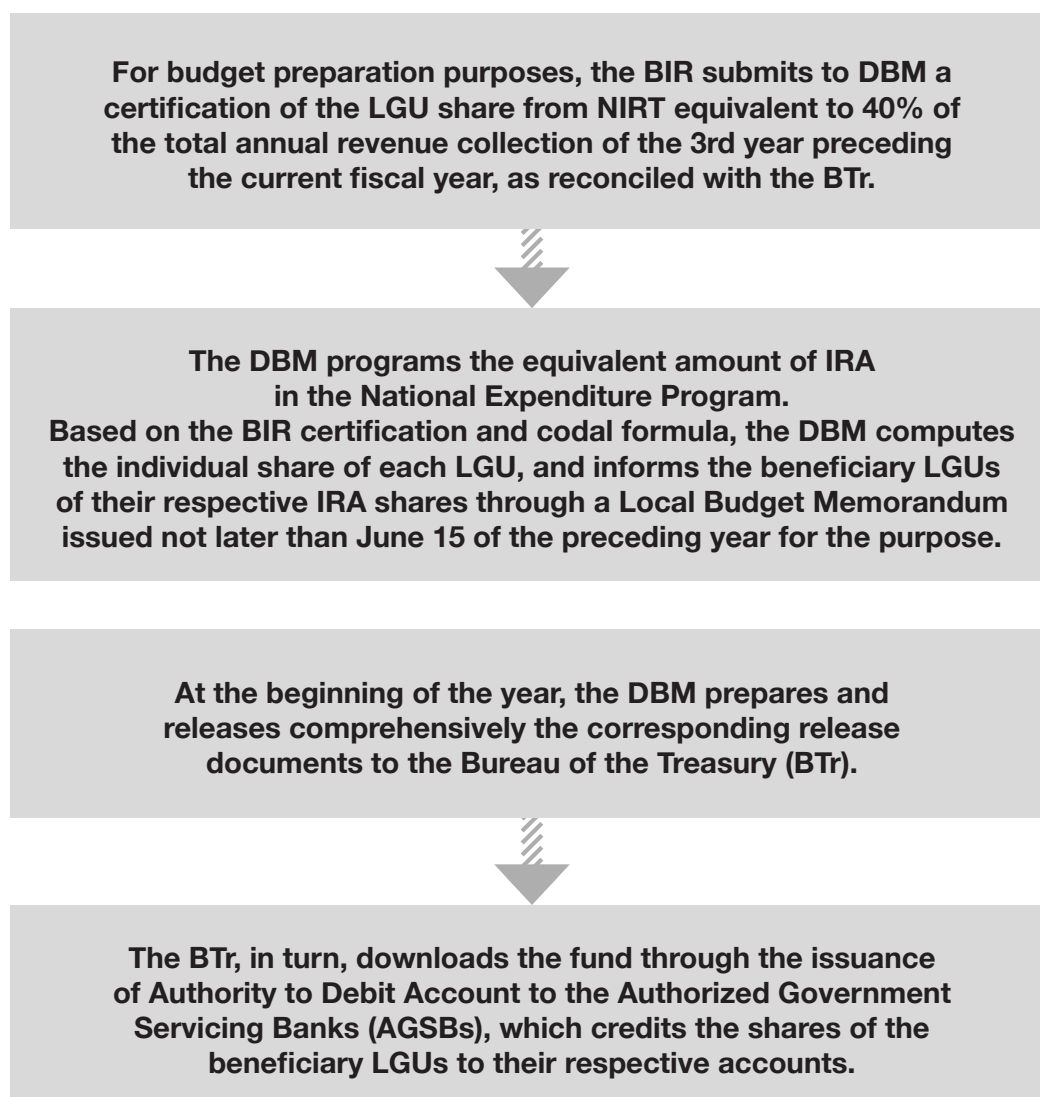 For budget preparation purposes, the BIR submits to DBM a
certification of the LGU share from NIRT equivalent to 40% of
the total annual revenue collection of the 3rd year preceding
the current fiscal year, as reconciled with the BTr.
The DBM programs the equivalent amount of IRA
in the National Expenditure Program.
Based on the BIR certification and codal formula, the DBM computes
the individual share of each LGU, and informs the beneficiary LGUs
of their respective IRA shares through a Local Budget Memorandum
issued not later than June 15 of the preceding year for the purpose.
At the beginning of the year, the DBM prepares and
releases comprehensively the corresponding release
documents to the Bureau of the Treasury (BTr).
The BTr, in turn, downloads the fund through the issuance
of Authority to Debit Account to the Authorized Government
Servicing Banks (AGSBs), which credits the shares of the
beneficiary LGUs to their respective accounts.